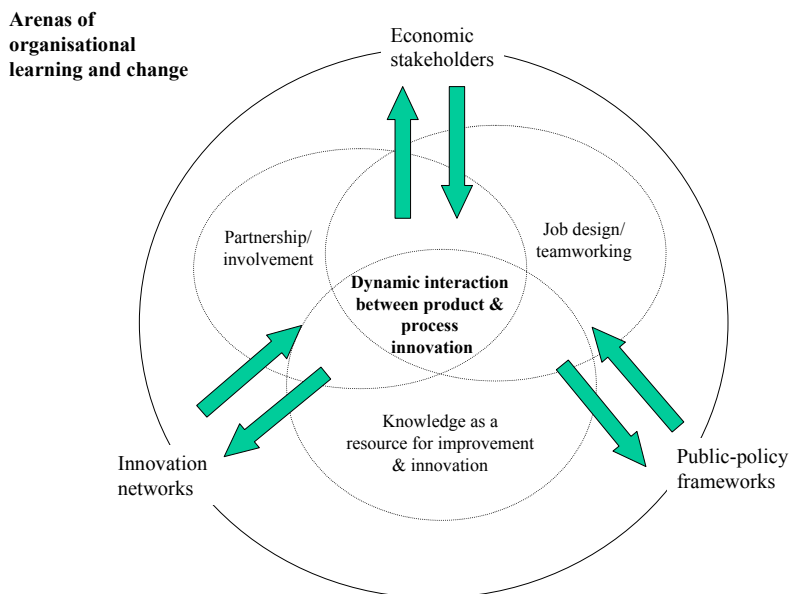 Arenas of
organisational
learning and change
Economic
stakeholders
Partnership/
involvement
Job design/
teamworking
Dynamic interaction
between product &
process
innovation
Knowledge as a
resource for improvement
& innovation
Innovation
networks
Public-policy
frameworks